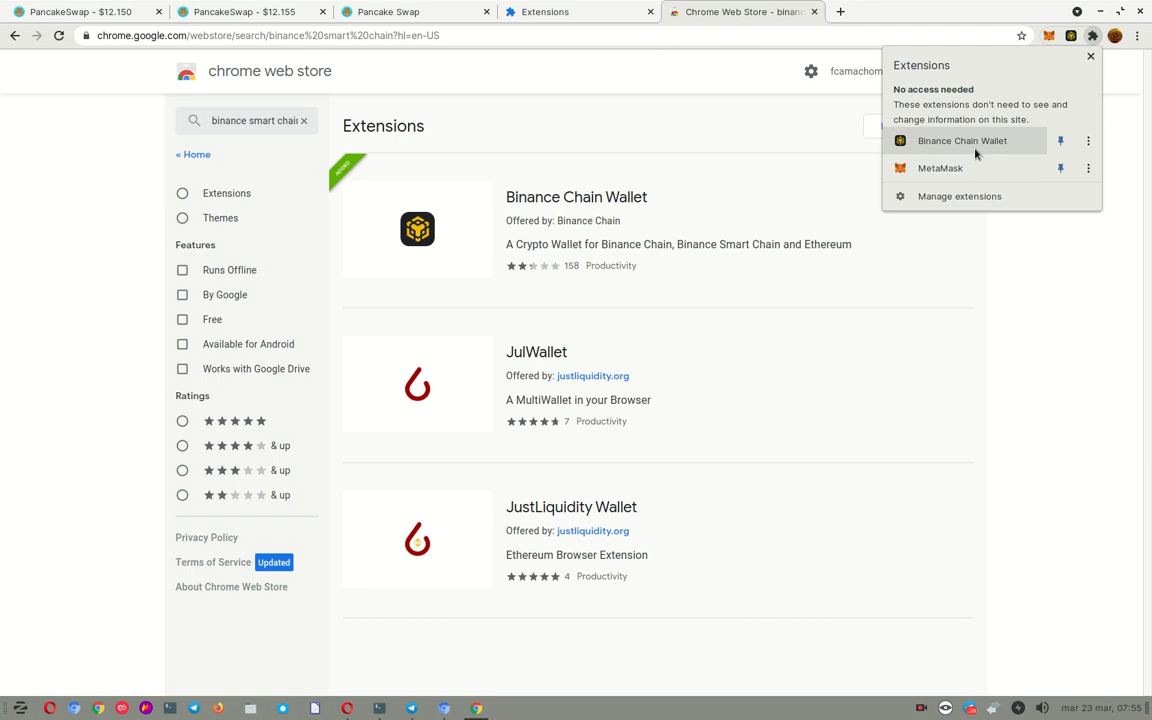 PancakeSwap - $12.150
PancakeSwap - $12.155
Pancake Swap
Extensions
Chrome Web Store - binanc
chrome.google.com/webstore/search/binance%20smart%20chain?hl=en-US
chrome web store
fcamachom
Extensions
No access needed
These extensions don't need to see and
change information on this site.
Binance Chain Wallet
MetaMask
Manage extensions
binance smart chain
« Home
Extensions
Themes
Features
Runs Offline
By Google
Free
Available for Android
Works with Google Drive
Ratings
& up
& up
& up
Privacy Policy
Terms of Service Updated
About Chrome Web Store
Extensions
ADDED
Binance Chain Wallet
Offered by: Binance Chain
A Crypto Wallet for Binance Chain, Binance Smart Chain and Ethereum
158 Productivity
JulWallet
Offered by: justliquidity.org
A MultiWallet in your Browser
7 Productivity
JustLiquidity Wallet
Offered by: justliquidity.org
Ethereum Browser Extension
4 Productivity
mar 23 mar, 07:55